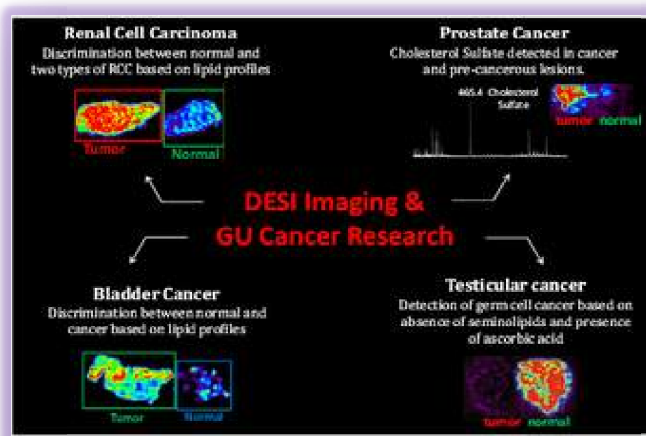 Renal Cell Carcinoma
Discrimination between normal and
two types of RCC based on lipid profiles
Tumor
Normal
Prostate Cancer
Cholesterol Sulfate detected in cancer
and pre-cancerous lesions.
465.4 Cholesterol
Sulfate
tumor normal
DESI Imaging &
GU Cancer Research
Bladder Cancer
Discrimination between normal and
cancer based on lipid profiles
Tumor
Normal
Testicular cancer
Detection of germ cell cancer based on
absence of seminolipids and presence
of ascorbic acid
tumor normal